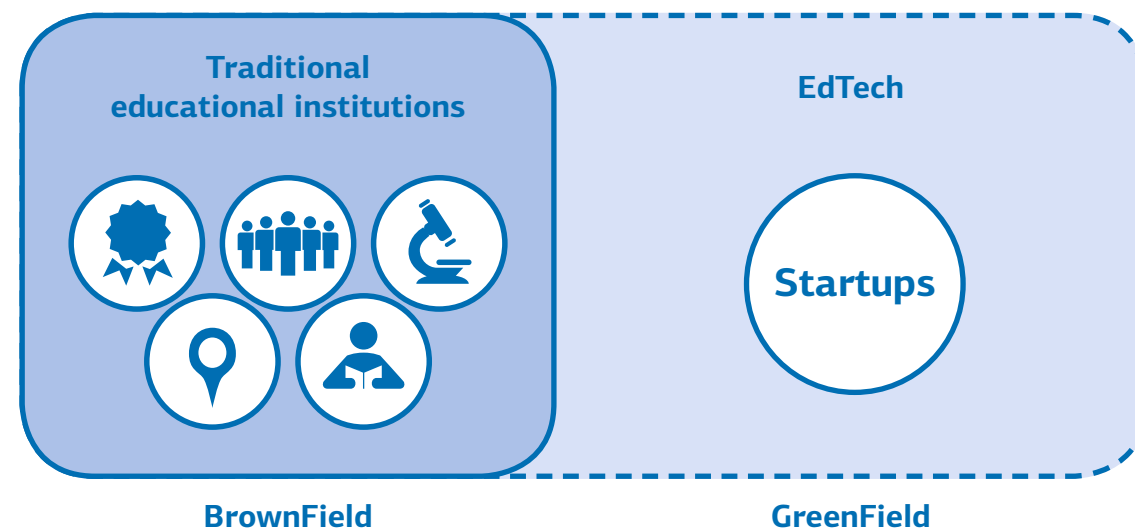 Traditional
educational institutions
EdTech
Startups
BrownField
GreenField